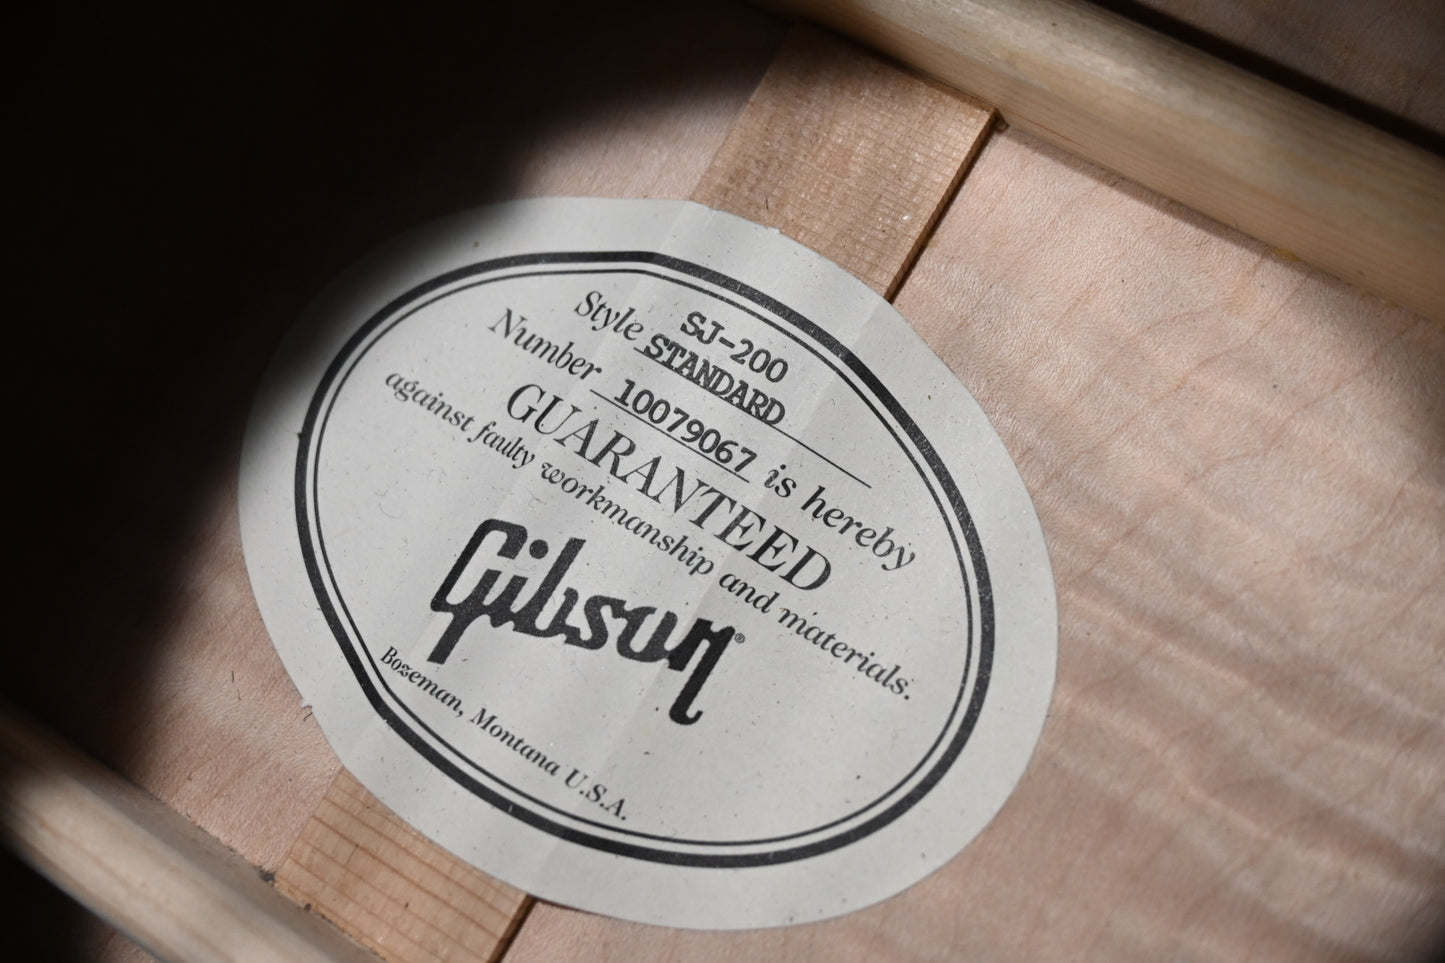 SJ-200
Style STANDARD
Number 10079067 is hereby
GUARANTEED
against faulty workmanship and materials.
Gibson®
Bozeman, Montana U.S.A.